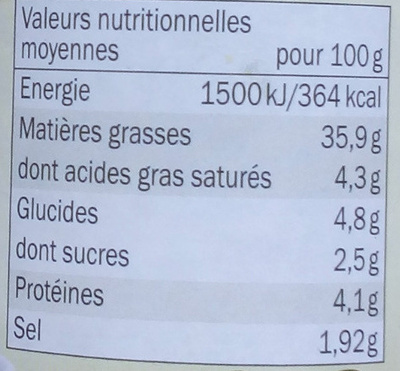 Valeurs nutritionnelles
moyennes pour 100g
Energie 1500kJ/364 kcal
Matières grasses 35,9g
dont acides gras saturés 4,3g
Glucides 4,8g
dont sucres 2,5g
Protéines 4,1g
Sel 1,92g